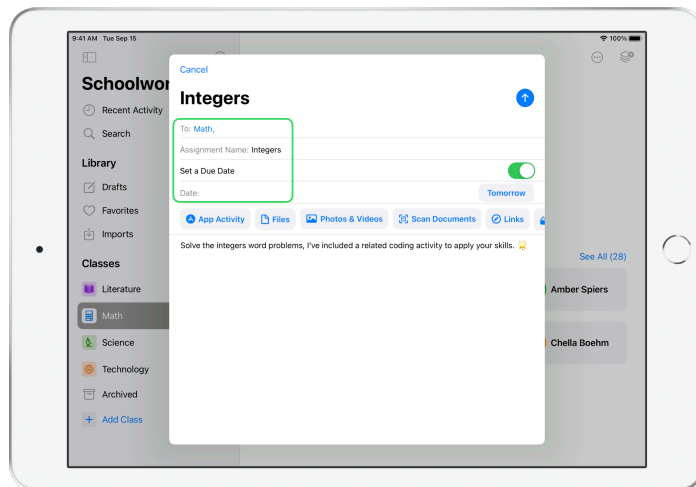 9:41 AM Tue Sep 15
100%
Schoolwor
Recent Activity
Search
Library
Drafts
Favorites
Imports
Classes
Literature
Math
Science
Technology
Archived
Add Class
Cancel
Integers
To: Math,
Assignment Name: Integers
Set a Due Date
Date: Tomorrow
App Activity Files Photos & Videos Scan Documents Links
Solve the integers word problems, I've included a related coding activity to apply your skills. 🌟
See All (28)
Amber Spiers
Chella Boehm